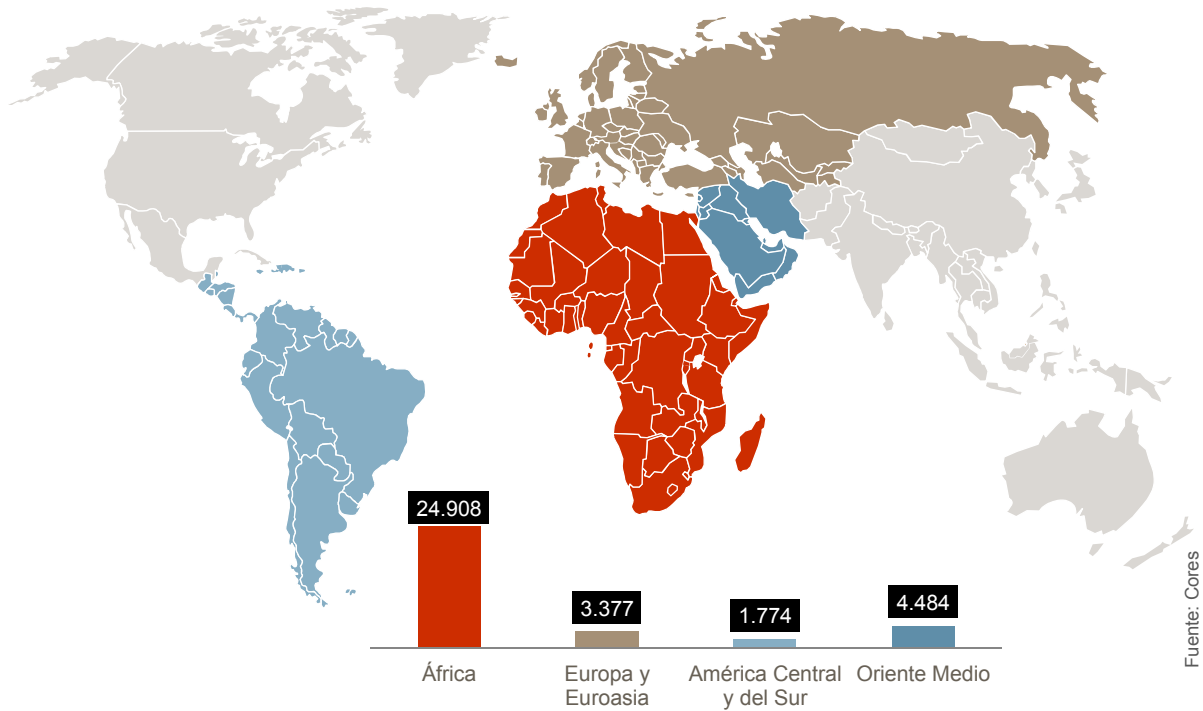 24.908
3.377
1.774
4.484
África
Europa y
Euroasia
América Central
y del Sur
Oriente Medio
Fuente: Cores